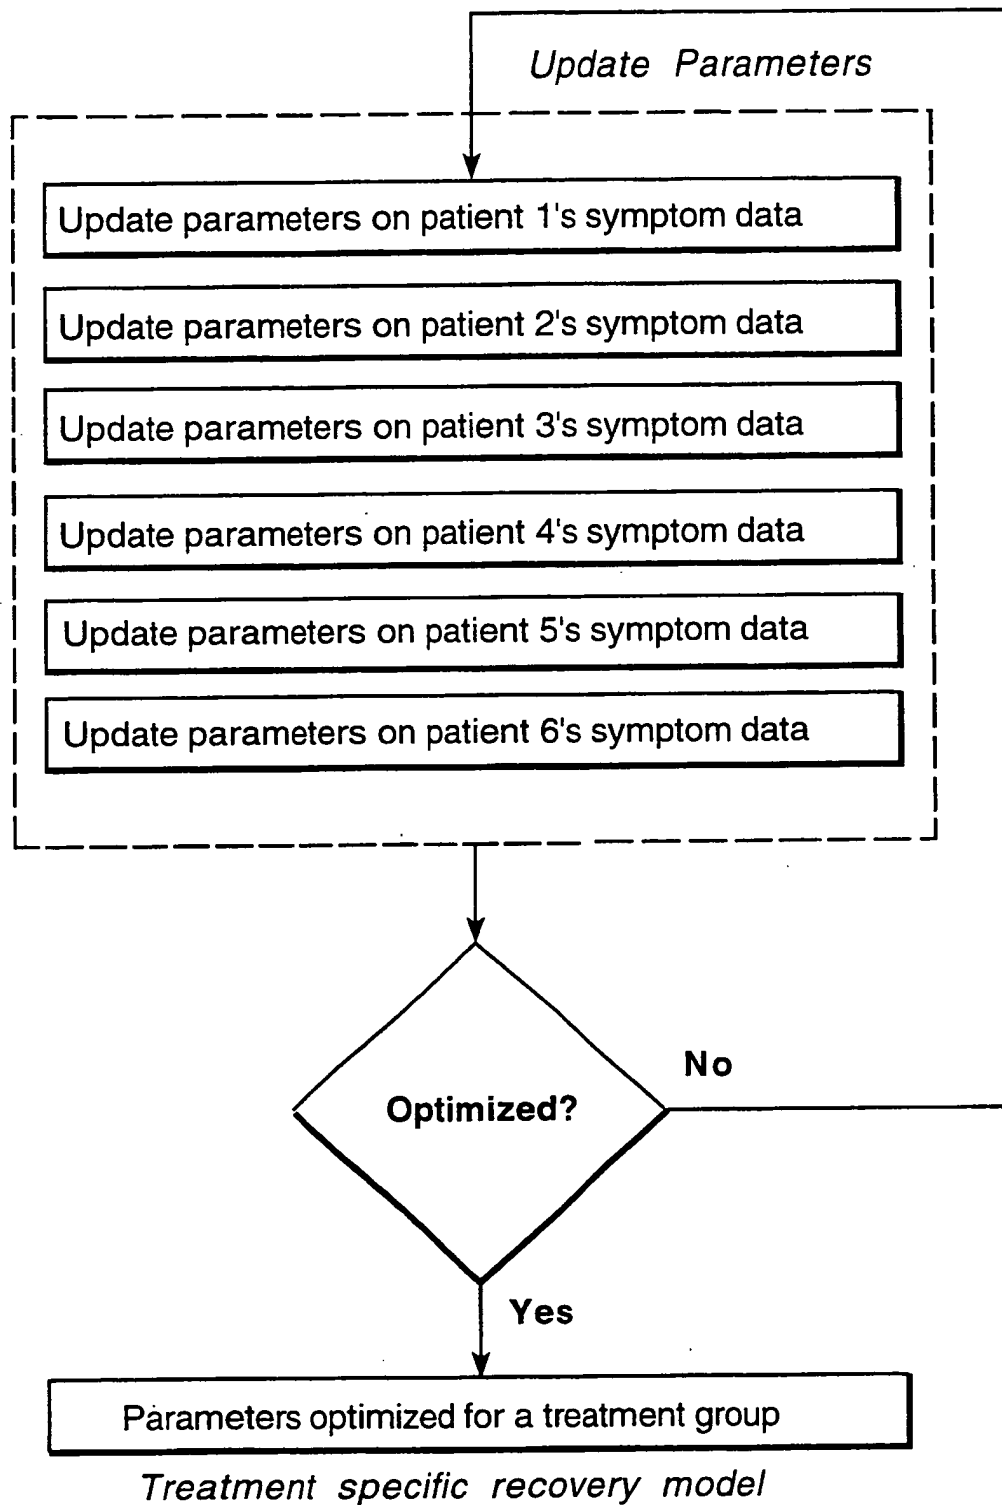 Update Parameters
Update parameters on patient 1's symptom data
Update parameters on patient 2's symptom data
Update parameters on patient 3's symptom data
Update parameters on patient 4's symptom data
Update parameters on patient 5's symptom data
Update parameters on patient 6's symptom data
No
Optimized?
Yes
Parameters optimized for a treatment group
Treatment specific recovery model